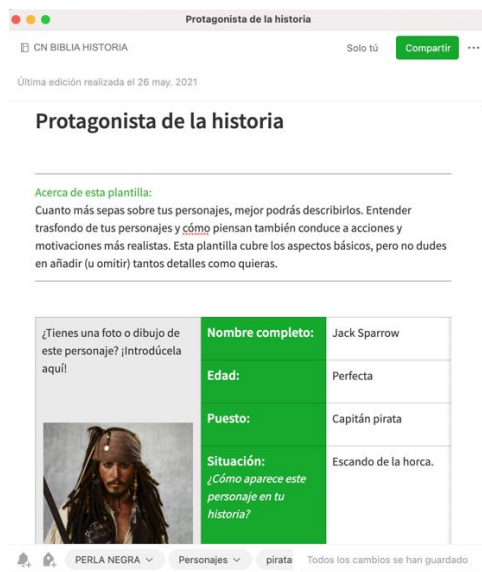 Protagonista de la historia
CN BIBLIA HISTORIA
Solo tú
Compartir
Última edición realizada el 26 may. 2021
Protagonista de la historia
Acerca de esta plantilla:
Cuanto más sepas sobre tus personajes, mejor podrás describirlos. Entender
trasfondo de tus personajes y cómo piensan también conduce a acciones y
motivaciones más realistas. Esta plantilla cubre los aspectos básicos, pero no dudes
en añadir (u omitir) tantos detalles como quieras.
¿Tienes una foto o dibujo de
este personaje? ¡Introdúcela
aquí!
Nombre completo:
Jack Sparrow
Edad:
Perfecta
Puesto:
Capitán pirata
Situación:
¿Cómo aparece este
personaje en tu
historia?
Escando de la horca.
PERLA NEGRA
Personajes
pirata
Todos los cambios se han guardado